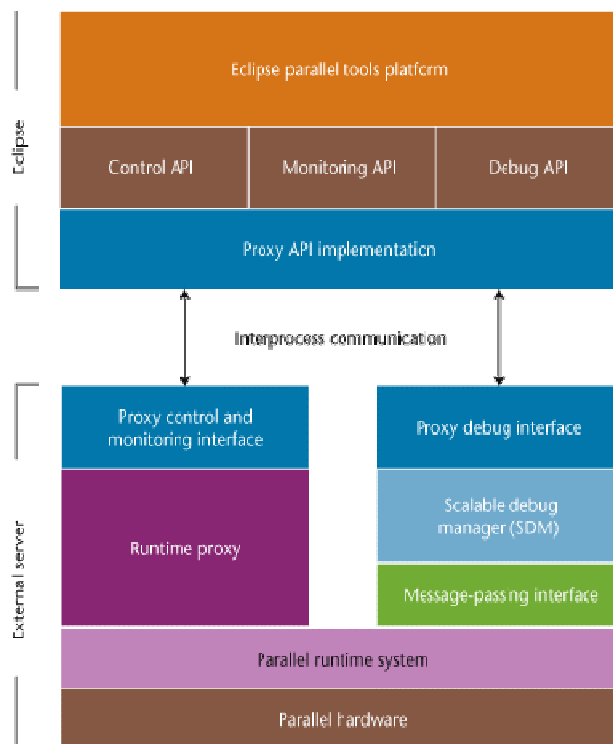 Eclipse parallel tools platform
Eclipse
Control API
Monitoring API
Debug API
Proxy API implementation
Interprocess communication
External server
Proxy control and
monitoring interface
Proxy debug interface
Runtime proxy
Scalable debug
manager (SDM)
Message-passing interface
Parallel runtime system
Parallel hardware